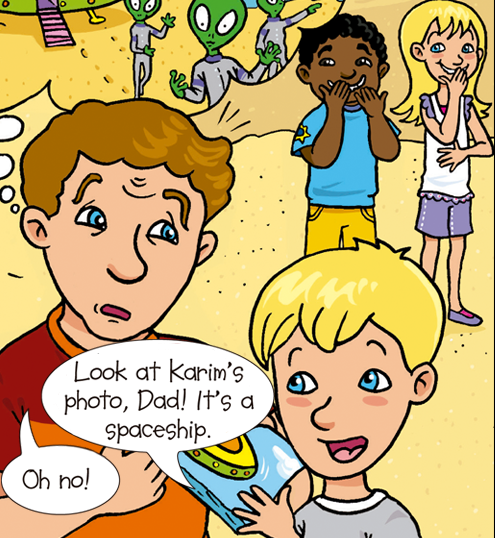 Look at Karim's
photo, Dad! It's a
spaceship.
Oh no!